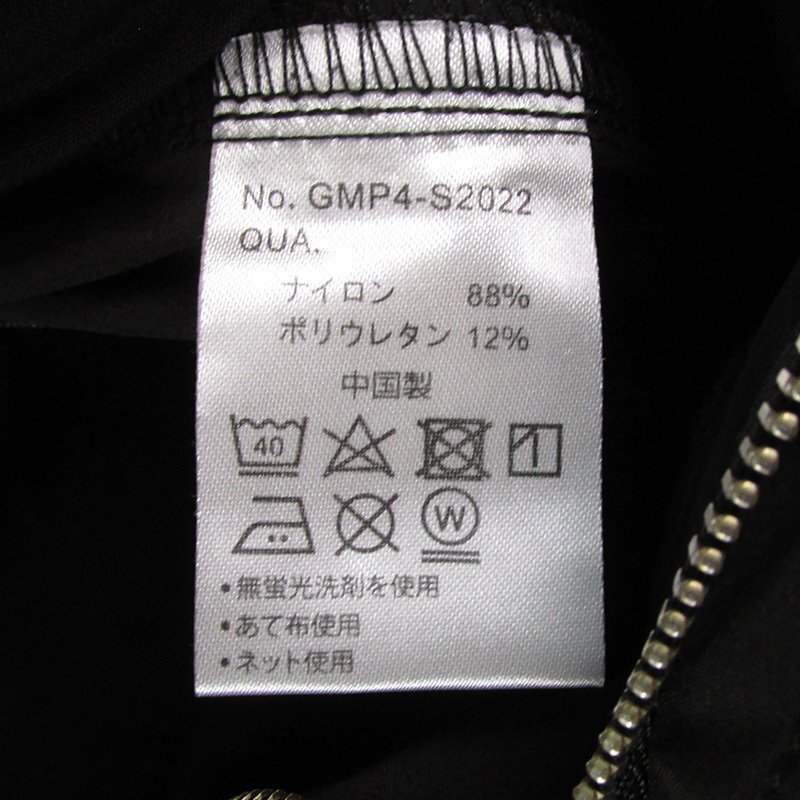 No. GMP4-S2022
QUA.
ナイロン 88%
ポリウレタン 12%
中国製
40
W
・無蛍光洗剤を使用
・あて布使用
・ネット使用